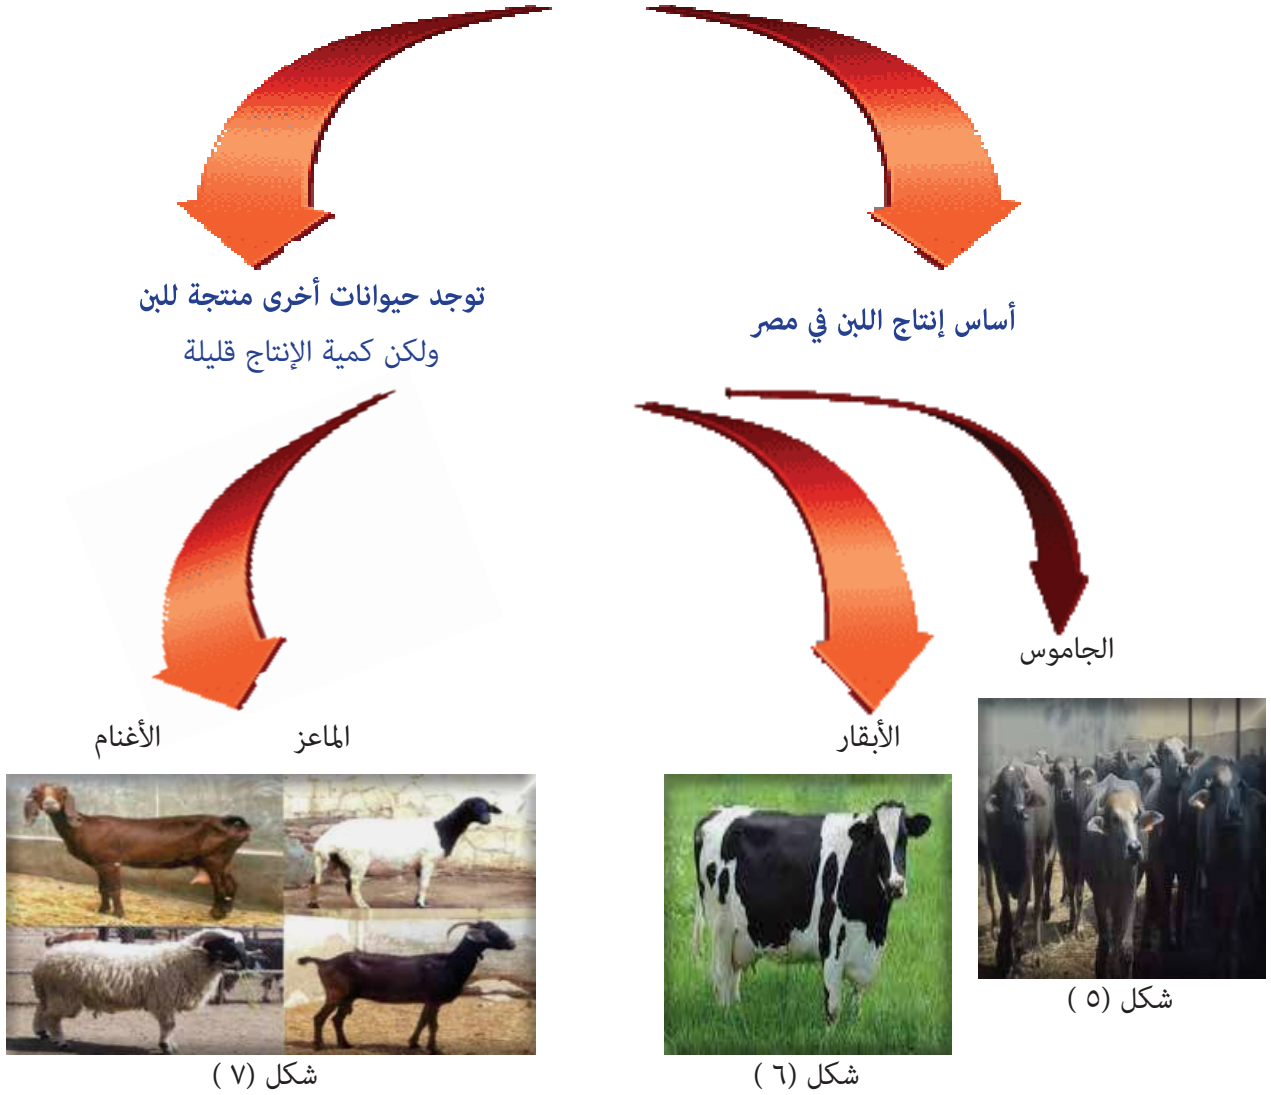 أساس إنتاج اللبن في مصر
توجد حيوانات أخرى منتجة للبن
ولكن كمية الإنتاج قليلة
الجاموس
الأبقار
الماعز
الأغنام
شكل (٥ )
شكل (٦ )
شكل (٧ )